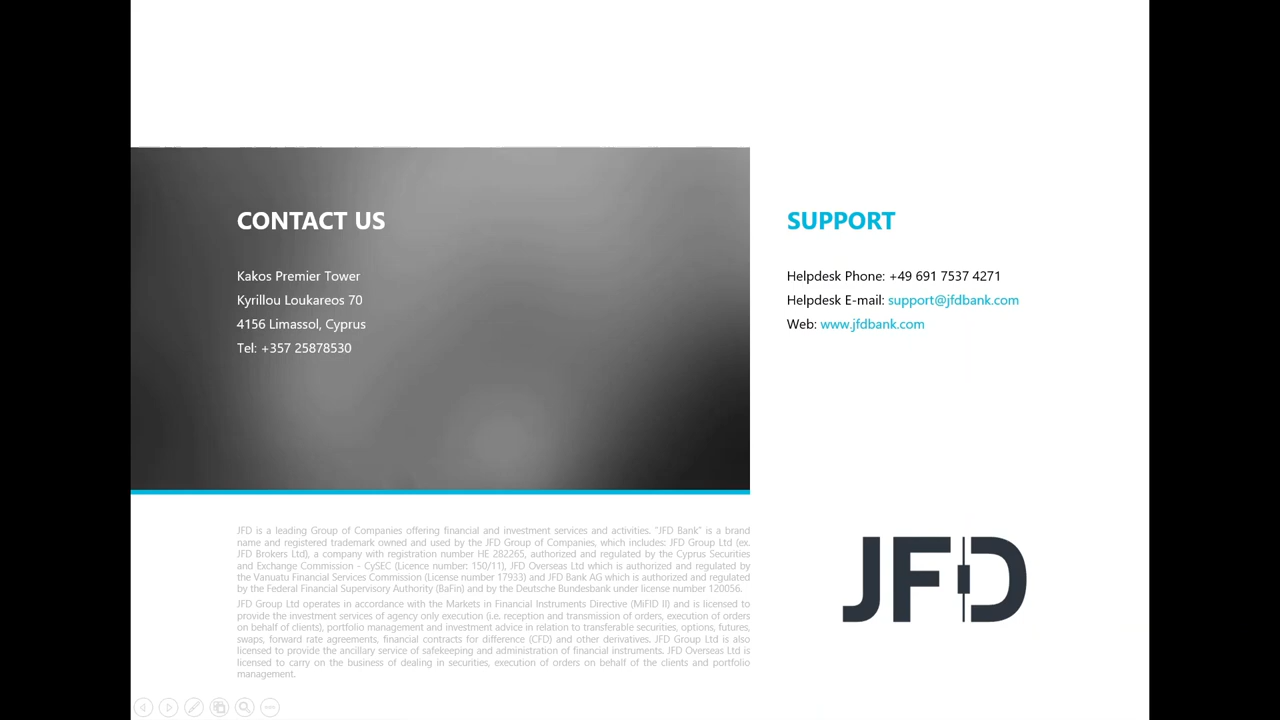 CONTACT US
Kakos Premier Tower
Kyrillou Loukareos 70
4156 Limassol, Cyprus
Tel: +357 25878530
SUPPORT
Helpdesk Phone: +49 691 7537 4271
Helpdesk E-mail: support@jfdbank.com
Web: www.jfdbank.com
JFD is a leading Group of Companies offering financial and investment services and activities. "JFD Bank" is a brand
name and registered trademark owned and used by the JFD Group of Companies, which includes: JFD Group Ltd (ex.
JFD Brokers Ltd), a company with registration number HE 282265, authorized and regulated by the Cyprus Securities
and Exchange Commission - CySEC (Licence number: 150/11), JFD Overseas Ltd which is authorized and regulated by
the Vanuatu Financial Services Commission (License number 17933) and JFD Bank AG which is authorized and regulated
by the Federal Financial Supervisory Authority (BaFin) and by the Deutsche Bundesbank under license number 120056.
JFD Group Ltd operates in accordance with the Markets in Financial Instruments Directive (MiFID II) and is licensed to
provide the investment services of agency only execution (i.e. reception and transmission of orders, execution of orders
on behalf of clients), portfolio management and investment advice in relation to transferable securities, options, futures,
swaps, forward rate agreements, financial contracts for difference (CFD) and other derivatives. JFD Group Ltd is also
licensed to provide the ancillary service of safekeeping and administration of financial instruments. JFD Overseas Ltd is
licensed to carry on the business of dealing in securities, execution of orders on behalf of the clients and portfolio
management.
JFD